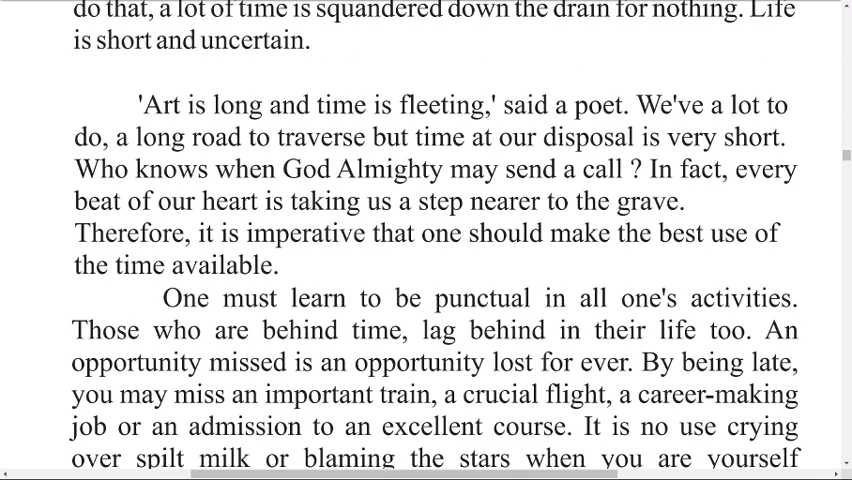 do that, a lot of time is squandered down the drain for nothing. Life
is short and uncertain.
'Art is long and time is fleeting,' said a poet. We've a lot to
do, a long road to traverse but time at our disposal is very short.
Who knows when God Almighty may send a call ? In fact, every
beat of our heart is taking us a step nearer to the grave.
Therefore, it is imperative that one should make the best use of
the time available.
One must learn to be punctual in all one's activities.
Those who are behind time, lag behind in their life too. An
opportunity missed is an opportunity lost for ever. By being late,
you may miss an important train, a crucial flight, a career-making
job or an admission to an excellent course. It is no use crying
over spilt milk or blaming the stars when you are yourself